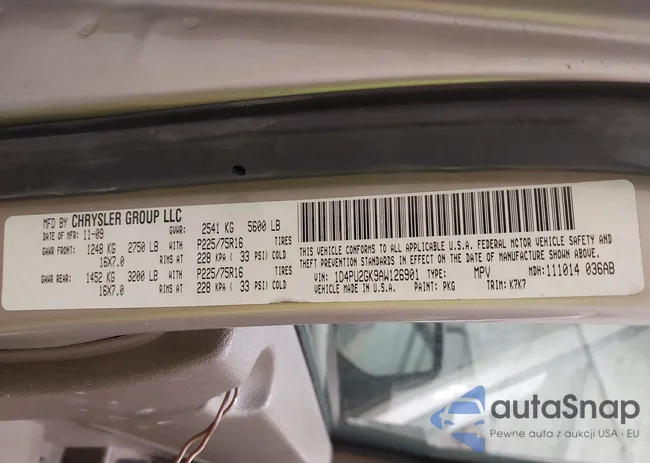 MFD BY CHRYSLER GROUP LLC
DATE OF MFR: 11-09 GVWR: 2541 KG 5600 LB
GAWR FRONT: 1248 KG 2750 LB WITH P225/75R16 TIRES
16X7.0 RIMS AT 228 KPA ( 33 PSI) COLD
GAWR REAR: 1452 KG 3200 LB WITH P225/75R16 TIRES
16X7.0 RIMS AT 228 KPA ( 33 PSI) COLD
THIS VEHICLE CONFORMS TO ALL APPLICABLE U.S.A. FEDERAL MOTOR VEHICLE SAFETY AND
THEFT PREVENTION STANDARDS IN EFFECT ON THE DATE OF MANUFACTURE SHOWN ABOVE.
VIN: 1D4PU2GK9AW126901 TYPE: MPV MDH: 111014 036AB
VEHICLE MADE IN U.S.A. PAINT: PKG TRIM: K7K7
autaSnap
Pewne auta z aukcji USA i EU